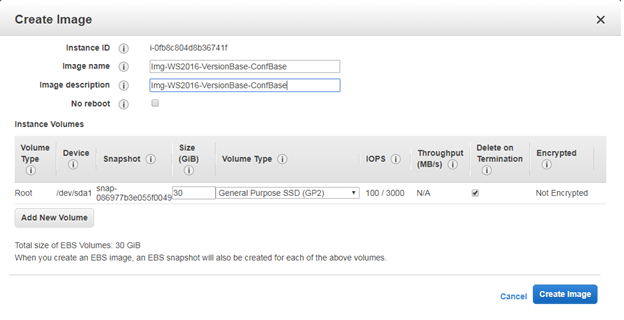 Create Image
Instance ID i-0fb8c804d8b36741f
Image name Img-WS2016-VersionBase-ConfBase
Image description Img-WS2016-VersionBase-ConfBase
No reboot
Instance Volumes
Volume Type Device Snapshot Size (GiB) Volume Type IOPS Throughput (MB/s) Delete on Termination Encrypted
Root /dev/sda1 snap-086977b3e055f0049 30 General Purpose SSD (GP2) 100 / 3000 N/A Not Encrypted
Add New Volume
Total size of EBS Volumes: 30 GiB
When you create an EBS image, an EBS snapshot will also be created for each of the above volumes.
Cancel Create Image